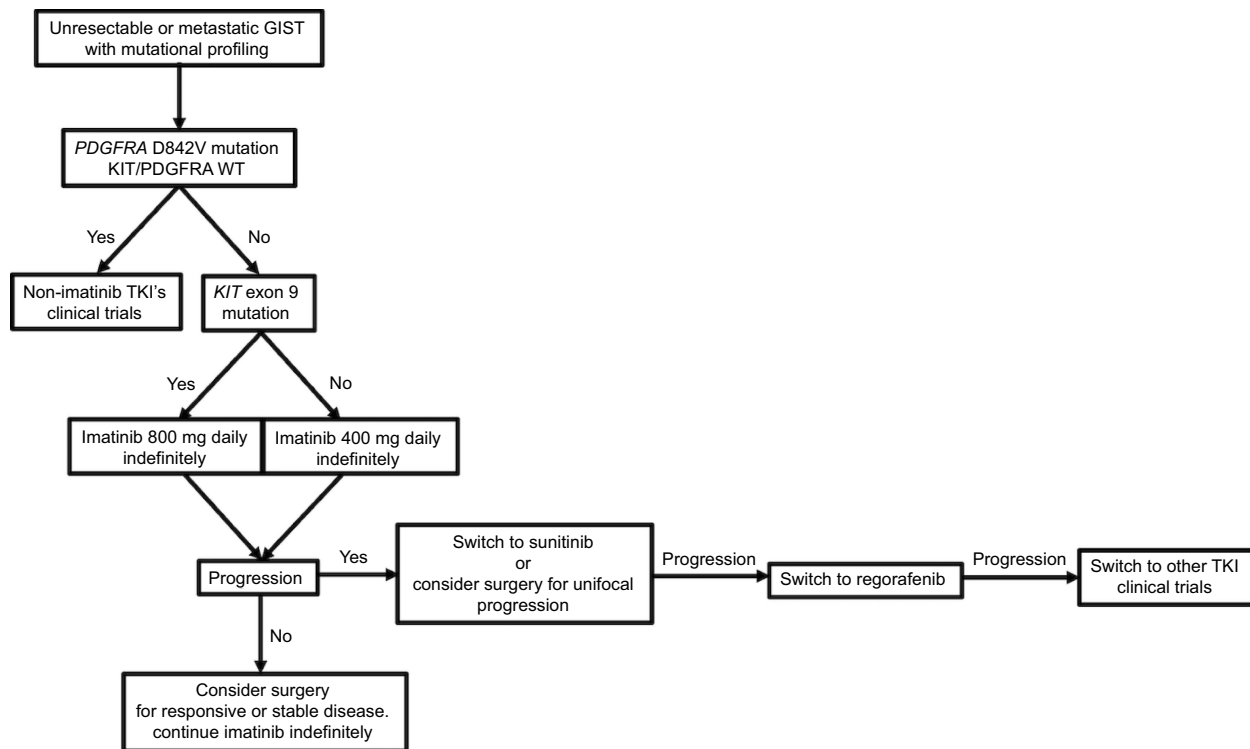 Unresectable or metastatic GIST
with mutational profiling
PDGFRA D842V mutation
KIT/PDGFRA WT
Yes
No
Non-imatinib TKI's
clinical trials
KIT exon 9
mutation
Yes
No
Imatinib 800 mg daily
indefinitely
Imatinib 400 mg daily
indefinitely
Progression
Yes
Switch to sunitinib
or
consider surgery for unifocal
progression
Progression
Switch to regorafenib
Progression
Switch to other TKI
clinical trials
No
Consider surgery
for responsive or stable disease.
continue imatinib indefinitely